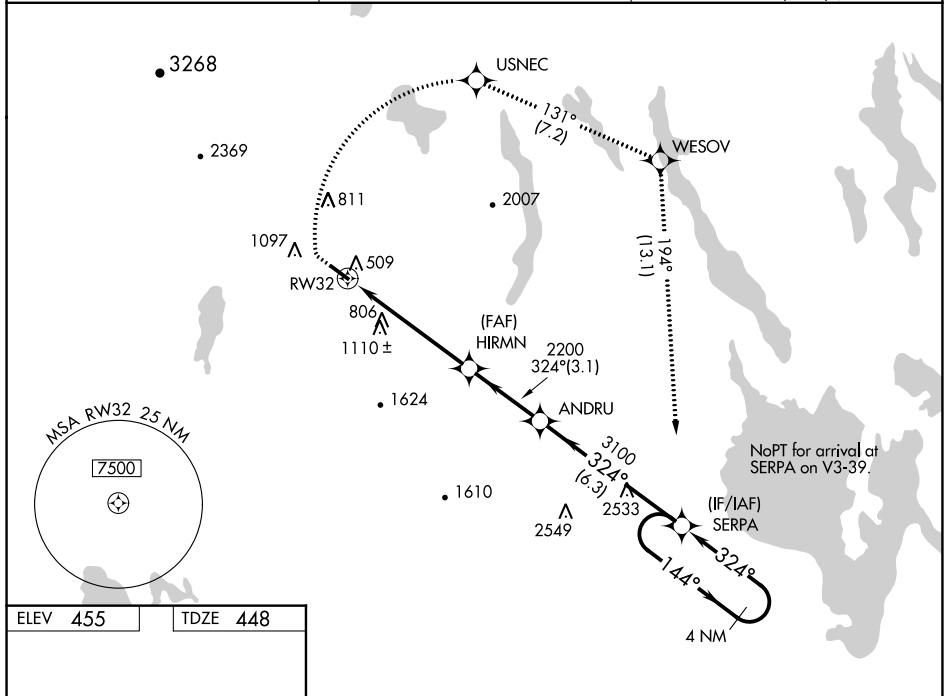 3268
USNEC
131°
(7.2)
2369
WESOV
811
2007
1097
194°
(13.1)
509
RW32
806
(FAF)
HIRMN
1110 ±
2200
324°(3.1)
1624
ANDRU
MSA RW32 25 NM
3100
324°
(6.3)
NoPT for arrival at
SERPA on V3-39.
7500
1610
2533
(IF/IAF)
SERPA
2549
324°
144°
4 NM
ELEV 455
TDZE 448